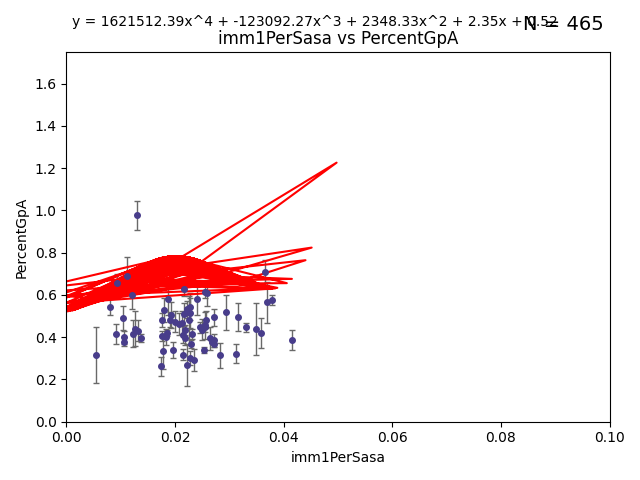 y = 1621512.39x^4 + -123092.27x^3 + 2348.33x^2 + 2.35x + 0.52
N = 465
imm1PerSasa vs PercentGpA
PercentGpA
1.6
1.4
1.2
1.0
0.8
0.6
0.4
0.2
0.0
0.00 0.02 0.04 0.06 0.08 0.10
imm1PerSasa